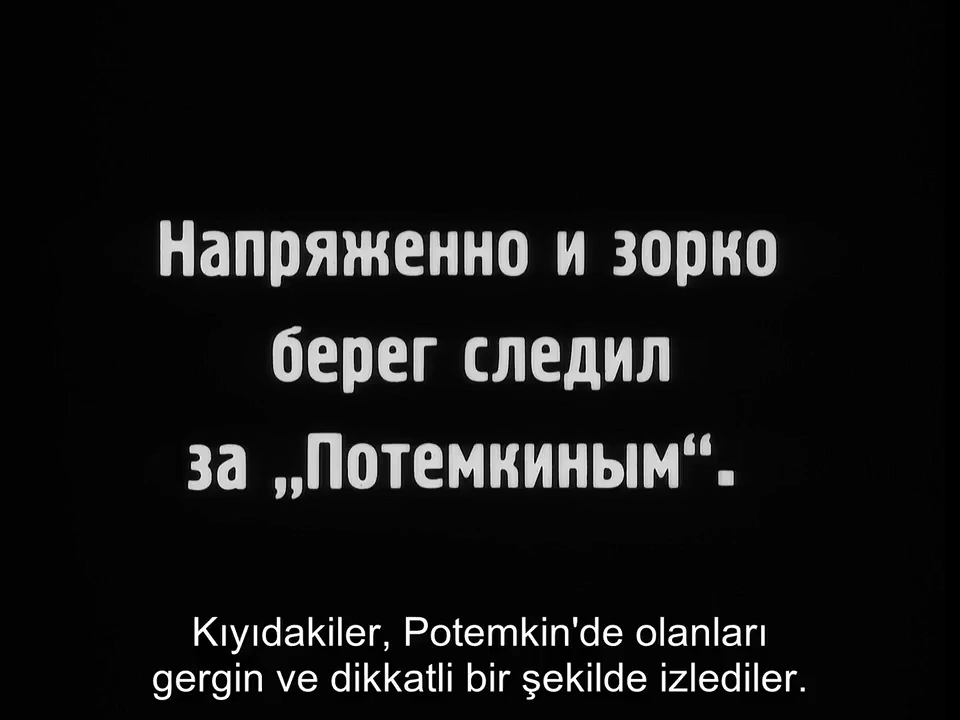 Напряженно и зорко
берег следил
за „Потемкиным“.
Kıyıdakiler, Potemkin'de olanları
gergin ve dikkatli bir şekilde izlediler.